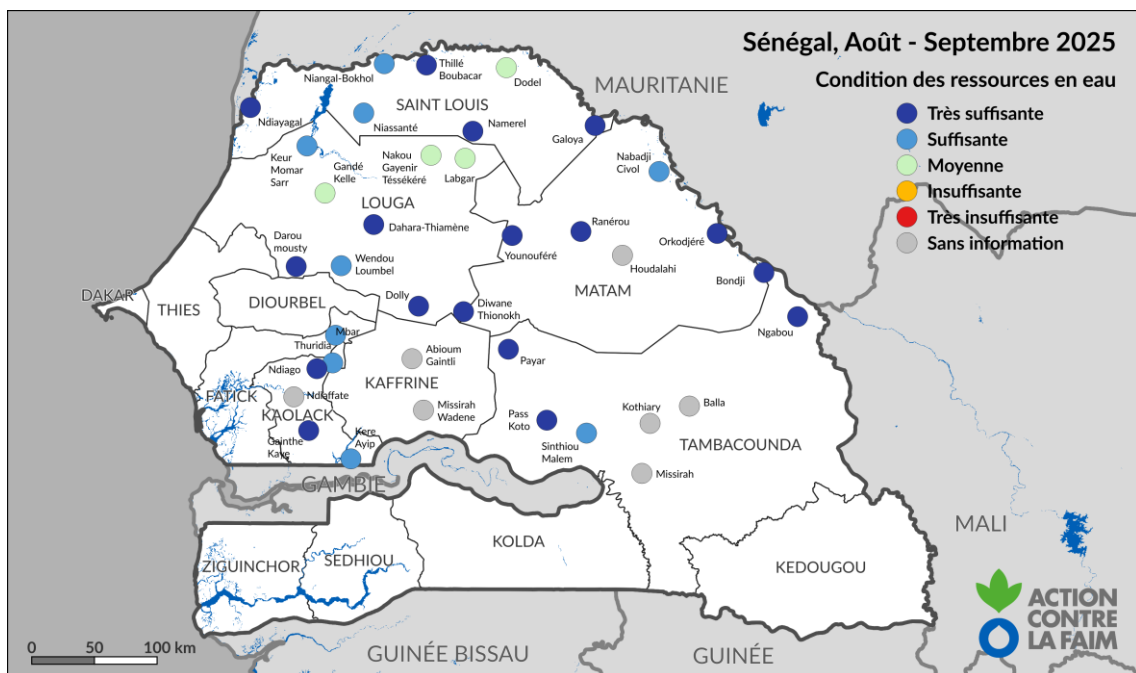 Sénégal, Août - Septembre 2025
Condition des ressources en eau
Très suffisante
Suffisante
Moyenne
Insuffisante
Très insuffisante
Sans information
MAURITANIE
Niangal-Bokhol
Thillé
Boubacar
Dodel
SAINT LOUIS
Ndiayagal
Niassanté
Namerel
Galoya
Keur
Momar
Sarr
Gandé
Kelle
Nakou
Gayenir
Téssékéré
Labgar
Nabadji
Civol
LOUGA
Dahara-Thiamène
Ranérou
Younouféré
Orkodjéré
Darou
mousty
Wendou
Loumbel
Houdalahi
Bondji
MATAM
DAKAR
THIES
DIOURBEL
Dolly
Diwane
Thionokh
Ngabou
Mbar
Thuridia
Ndiago
Abioum
Gaintli
Payar
KAFFRINE
FATICK
Ndiaffate
KAOLACK
Missirah
Wadene
Pass
Koto
Kothiary
Balla
Gainthe
Kaye
Kere
Ayip
Sinthiou
Malem
TAMBACOUNDA
Missirah
GAMBIE
MALI
KOLDA
ZIGUINCHOR
SEDHIOU
KEDOUGOU
ACTION
CONTRE
LA FAIM
0 50 100 km
GUINÉE BISSAU
GUINÉE